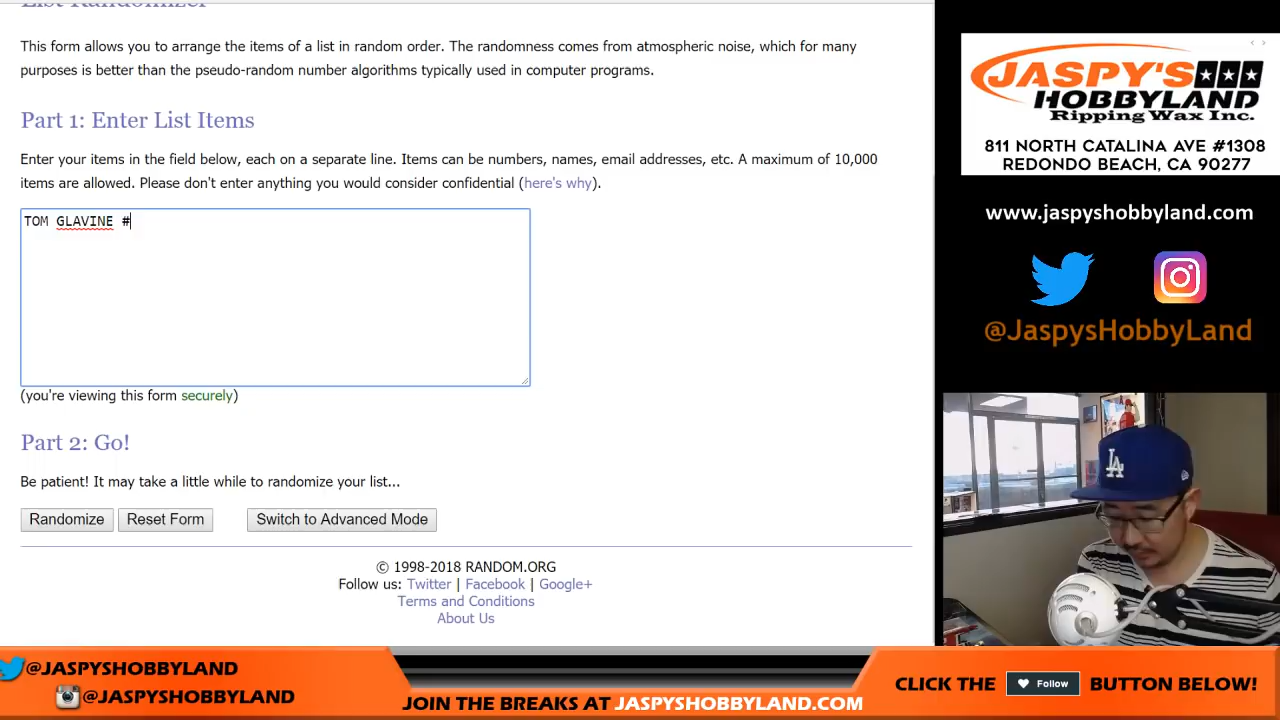 List Randomizer
This form allows you to arrange the items of a list in random order. The randomness comes from atmospheric noise, which for many
purposes is better than the pseudo-random number algorithms typically used in computer programs.
Part 1: Enter List Items
Enter your items in the field below, each on a separate line. Items can be numbers, names, email addresses, etc. A maximum of 10,000
items are allowed. Please don't enter anything you would consider confidential (here's why).
TOM GLAVINE #
(you're viewing this form securely)
Part 2: Go!
Be patient! It may take a little while to randomize your list...
Randomize Reset Form Switch to Advanced Mode
© 1998-2018 RANDOM.ORG
Follow us: Twitter | Facebook | Google+
Terms and Conditions
About Us
JASPY'S
HOBBYLAND
Ripping Wax Inc.
811 NORTH CATALINA AVE #1308
REDONDO BEACH, CA 90277
www.jaspyshobbyland.com
@JaspysHobbyLand
LA
@JASPYSHOBBYLAND
@JASPYSHOBBYLAND
JOIN THE BREAKS AT JASPYSHOBBYLAND.COM
CLICK THE Follow BUTTON BELOW!